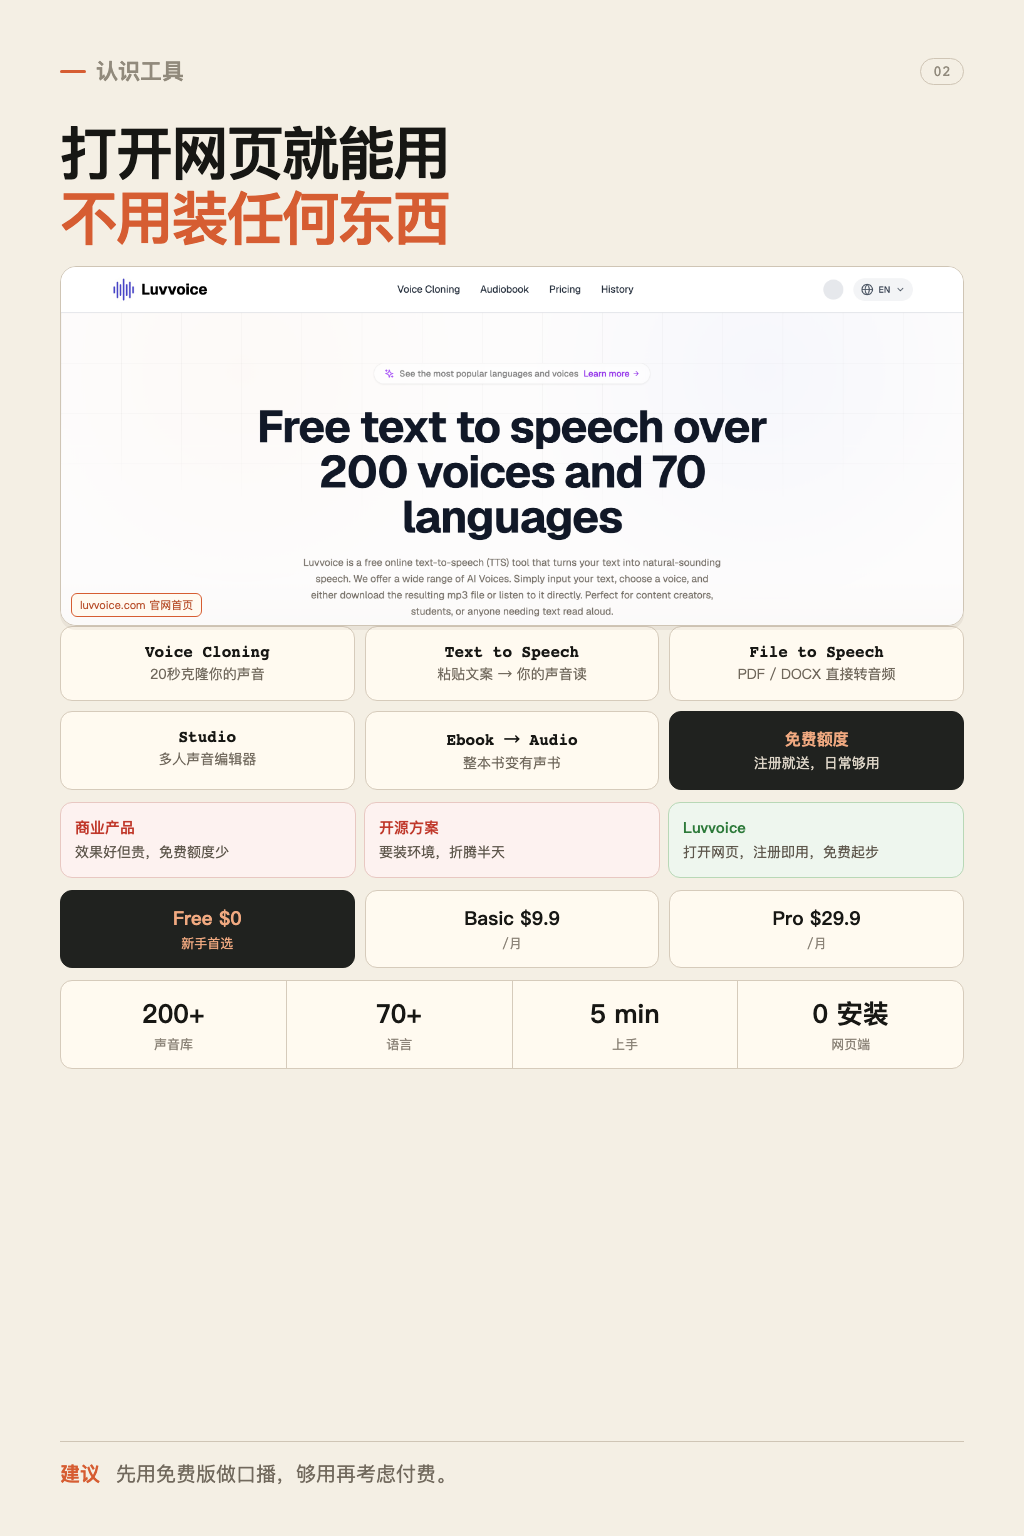 认识工具
02
打开网页就能用
不用装任何东西
Luvvoice
Voice Cloning Audiobook Pricing History
EN
See the most popular languages and voices Learn more →
Free text to speech over
200 voices and 70
languages
Luvvoice is a free online text-to-speech (TTS) tool that turns your text into natural-sounding
speech. We offer a wide range of AI Voices. Simply input your text, choose a voice, and
either download the resulting mp3 file or listen to it directly. Perfect for content creators,
students, or anyone needing text read aloud.
luvvoice.com 官网首页
Voice Cloning
20秒克隆你的声音
Text to Speech
粘贴文案 → 你的声音读
File to Speech
PDF / DOCX 直接转音频
Studio
多人声音编辑器
Ebook → Audio
整本书变有声书
免费额度
注册就送，日常够用
商业产品
效果好但贵，免费额度少
开源方案
要装环境，折腾半天
Luvvoice
打开网页，注册即用，免费起步
Free $0
新手首选
Basic $9.9
/月
Pro $29.9
/月
200+
声音库
70+
语言
5 min
上手
0 安装
网页端
建议 先用免费版做口播，够用再考虑付费。